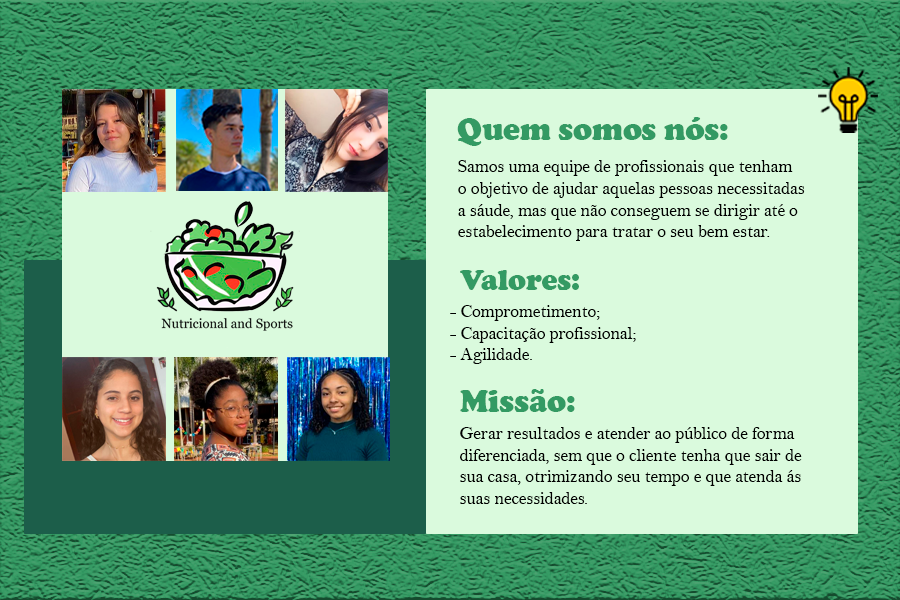 Nutricional and Sports
Quem somos nós:
Samos uma equipe de profissionais que tenham
o objetivo de ajudar aquelas pessoas necessitadas
a sáude, mas que não conseguem se dirigir até o
estabelecimento para tratar o seu bem estar.
Valores:
- Comprometimento;
- Capacitação profissional;
- Agilidade.
Missão:
Gerar resultados e atender ao público de forma
diferenciada, sem que o cliente tenha que sair de
sua casa, otrimizando seu tempo e que atenda ás
suas necessidades.